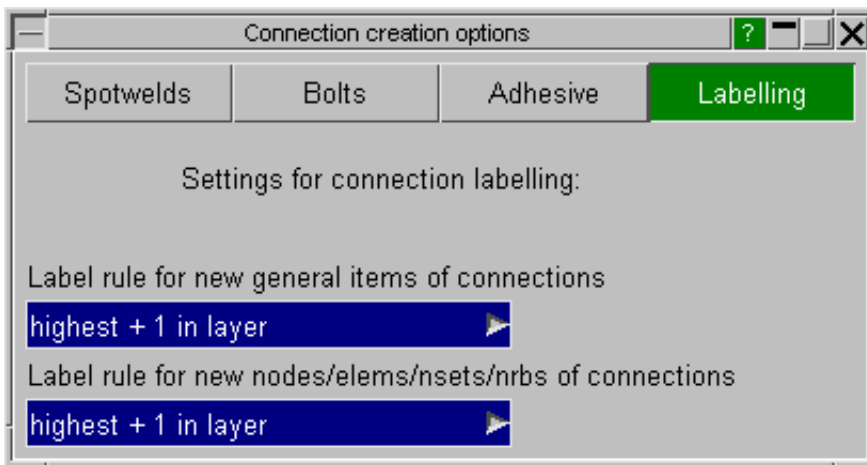 Connection creation options ?
Spotwelds Bolts Adhesive Labelling
Settings for connection labelling:
Label rule for new general items of connections
highest + 1 in layer
Label rule for new nodes/elems/nsets/nrbs of connections
highest + 1 in layer